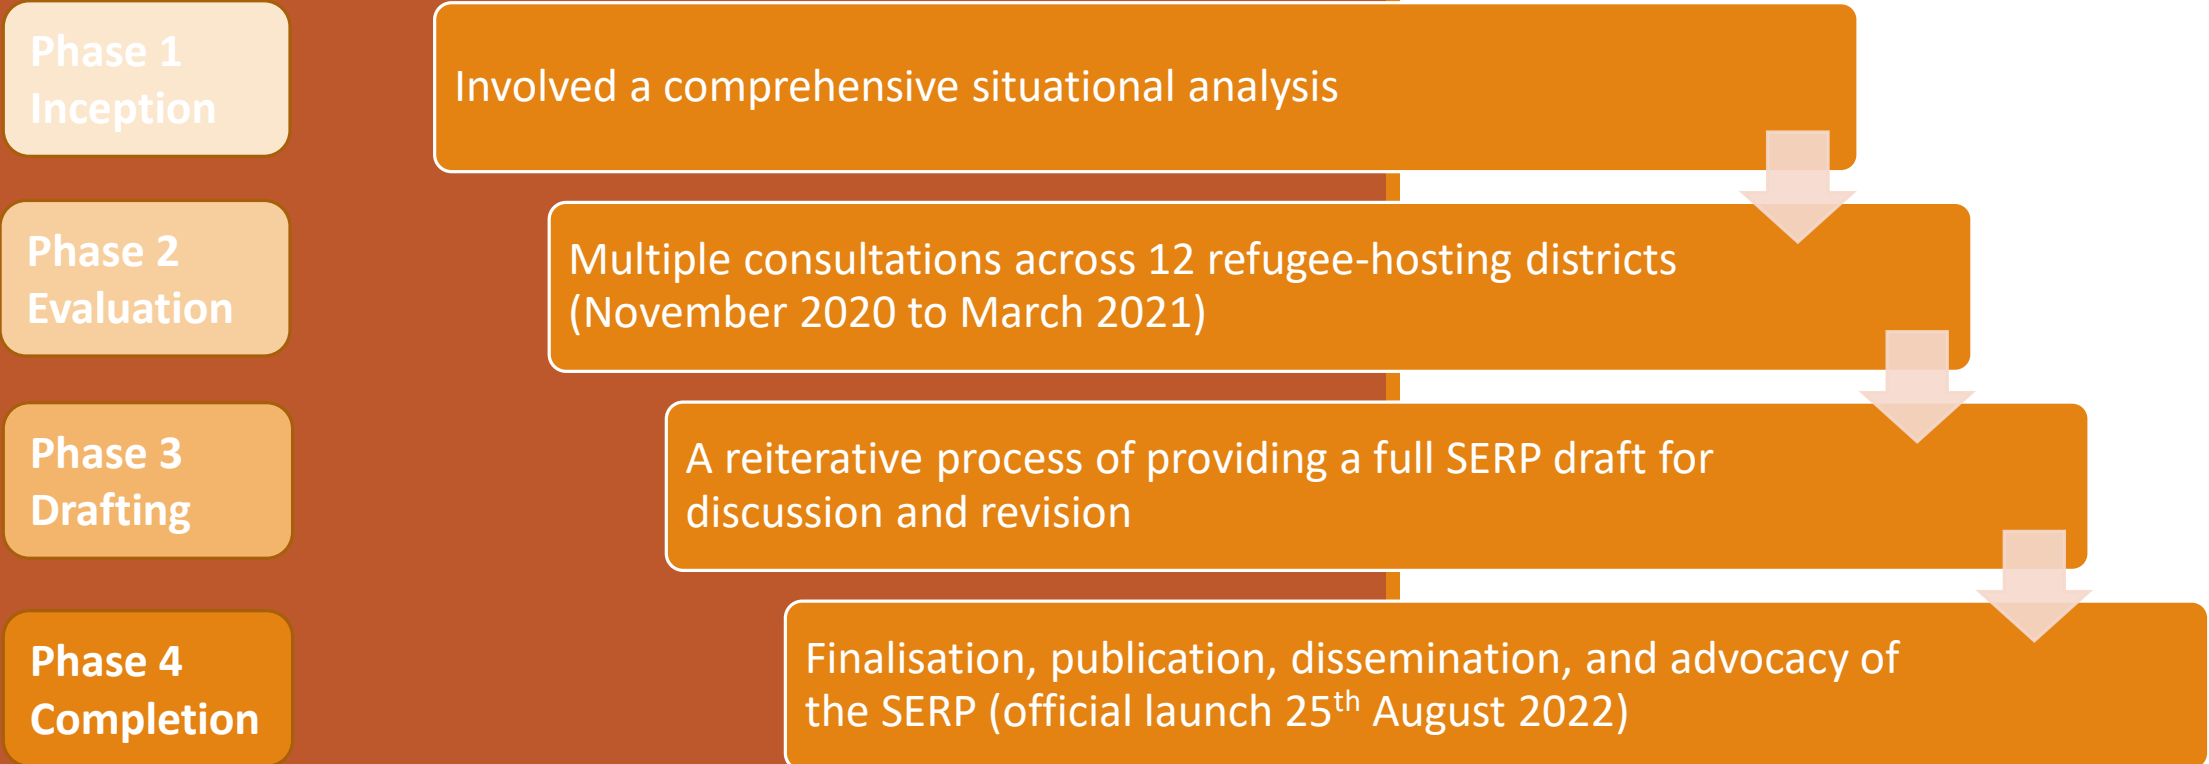 Phase 1
Inception
Involved a comprehensive situational analysis
Phase 2
Evaluation
Multiple consultations across 12 refugee-hosting districts
(November 2020 to March 2021)
Phase 3
Drafting
A reiterative process of providing a full SERP draft for
discussion and revision
Phase 4
Completion
Finalisation, publication, dissemination, and advocacy of
the SERP (official launch 25th August 2022)